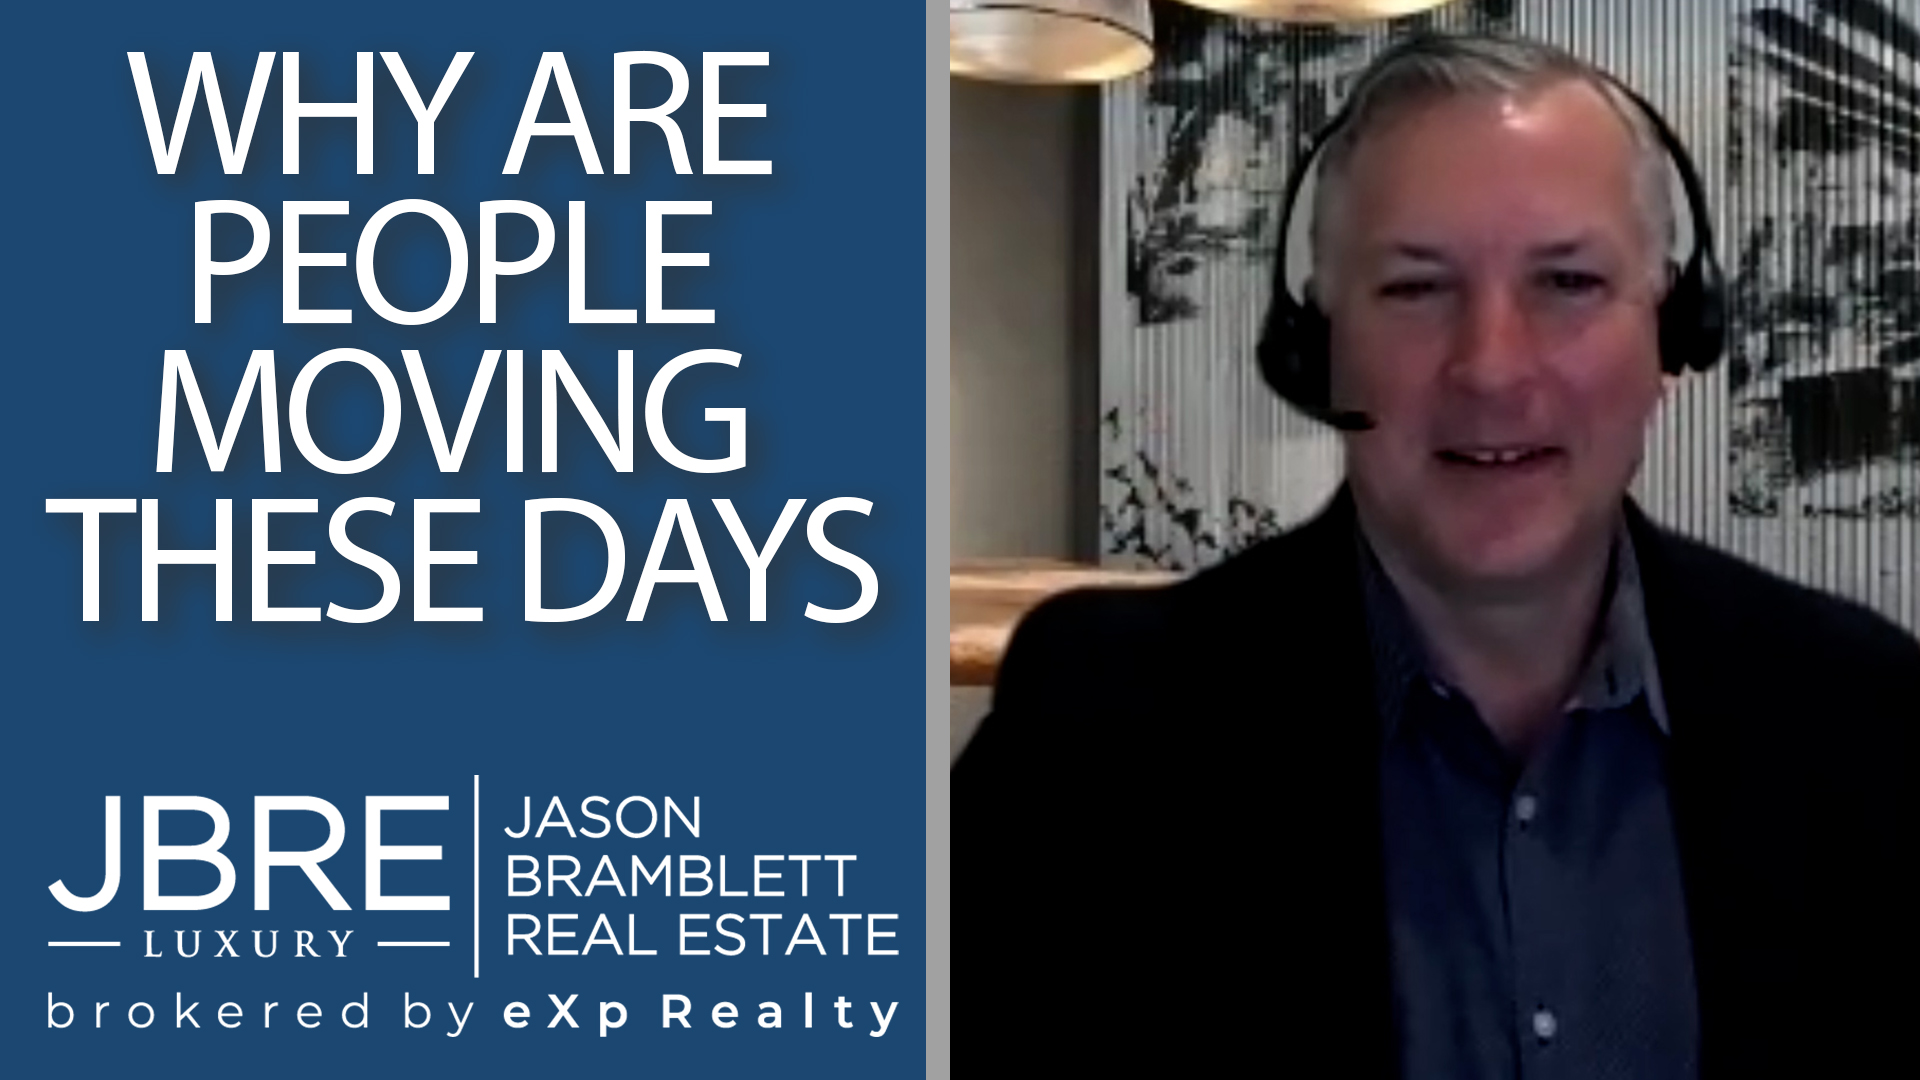 WHY ARE
PEOPLE
MOVING
THESE DAYS
JBRE
LUXURY
JASON
BRAMBLETT
REAL ESTATE
brokered by eXp Realty